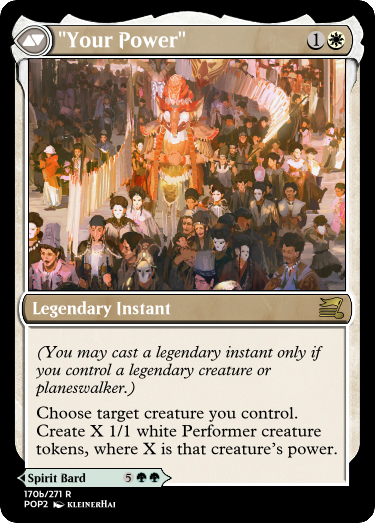 "Your Power" 1
Legendary Instant
(You may cast a legendary instant only if
you control a legendary creature or
planeswalker.)
Choose target creature you control.
Create X 1/1 white Performer creature
tokens, where X is that creature's power.
Spirit Bard 5
170b/271 R
POP2 kleinerHai